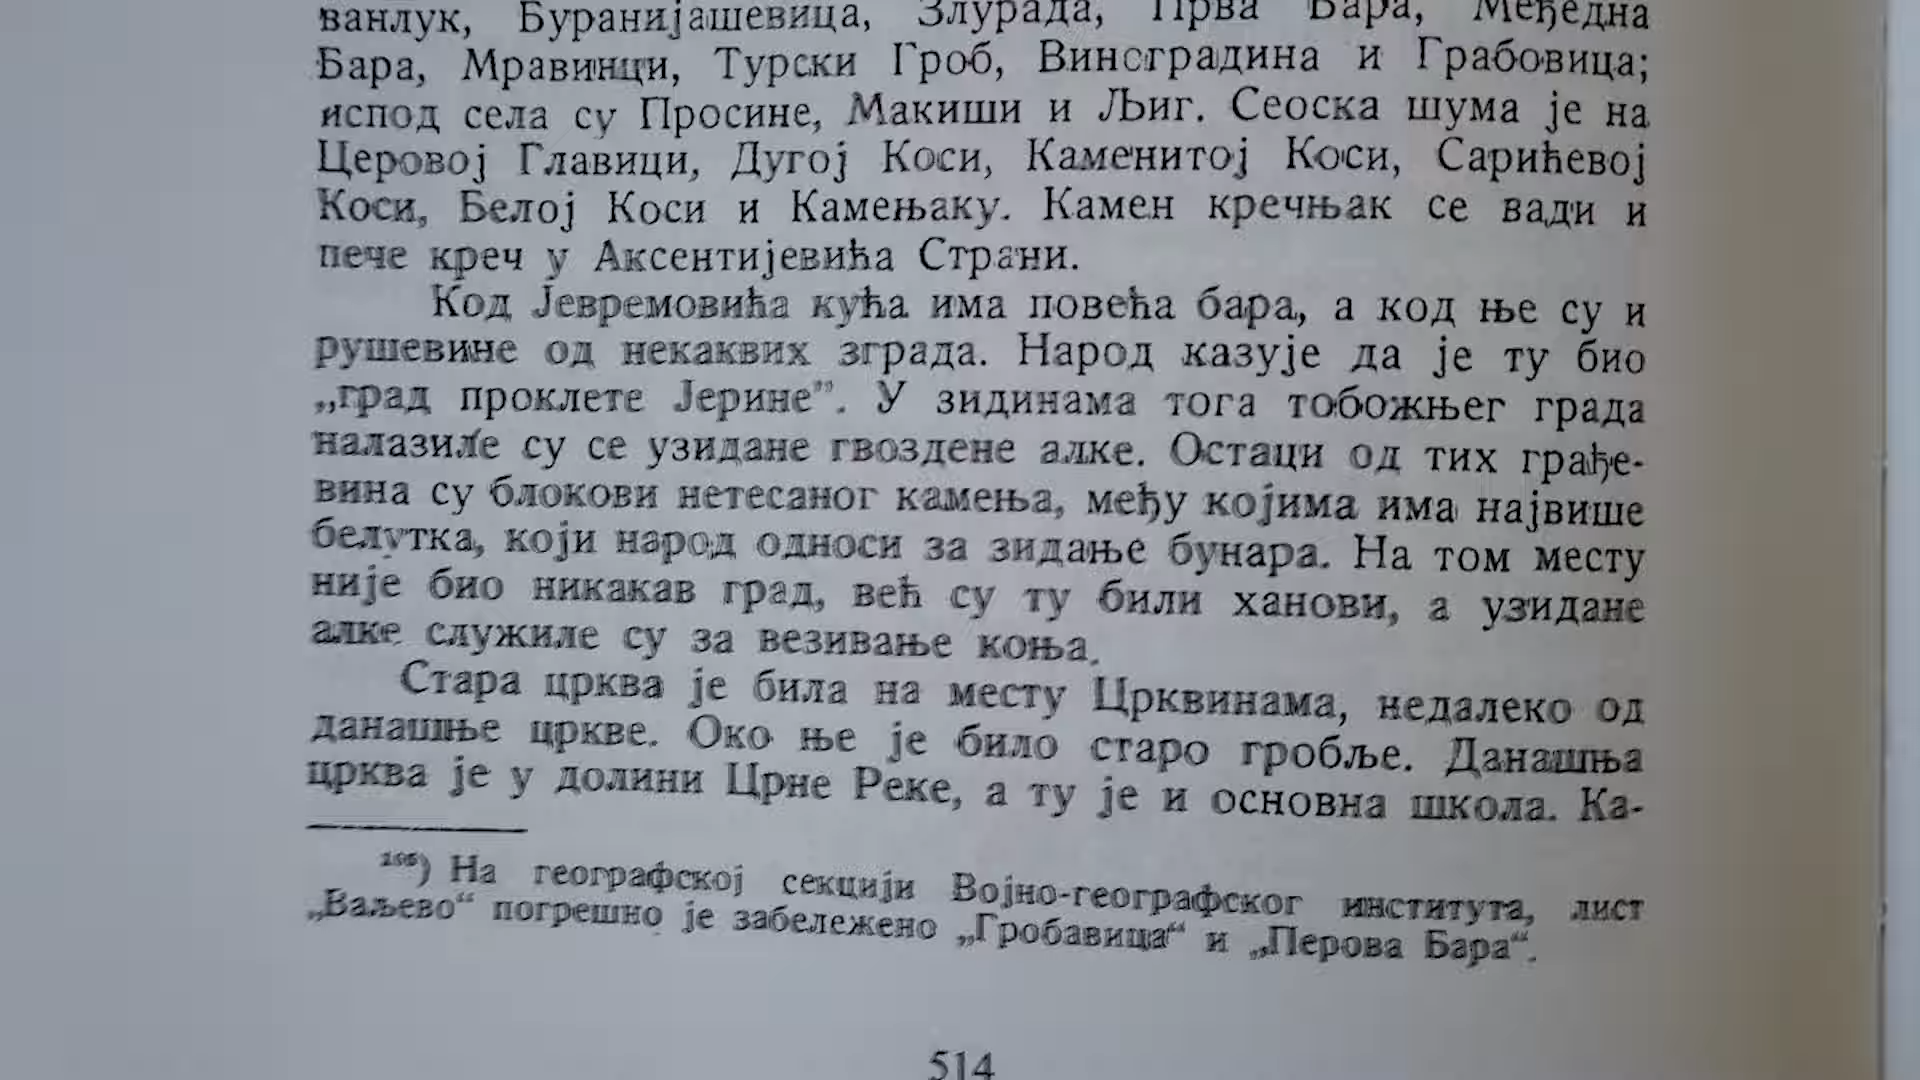 ванлук, Буранијашевица, Злурада, Прва Бара, Међедна
Бара, Мравинци, Турски Гроб, Виноградина и Грабовица;
испод села су Просине, Макиши и Љиг. Сеоска шума је на
Церовој Главици, Дугој Коси, Каменитој Коси, Сарићевој
Коси, Белој Коси и Камењаку. Камен кречњак се вади и
пече креч у Аксентијевића Страни.
Код Јевремовића кућа има повећа бара, а код ње су и
рушевине од некаквих зграда. Народ казује да је ту био
„град проклете Јерине”. У зидинама тога тобожњег града
налазиле су се узидане гвоздене алке. Остаци од тих грађе-
вина су блокови нетесаног камења, међу којима има највише
белутка, који народ односи за зидање бунара. На том месту
није био никакав град, већ су ту били ханови, а узидане
алке служиле су за везивање коња.
Стара црква је била на месту Црквинама, недалеко од
данашње цркве. Око ње је било старо гробље. Данашња
црква је у долини Црне Реке, а ту је и основна школа. Ка-
На географској секцији Војно-географског института, лист
„Ваљево“ погрешно је забележено „Гробавица“ и „Перова Бара“.
514